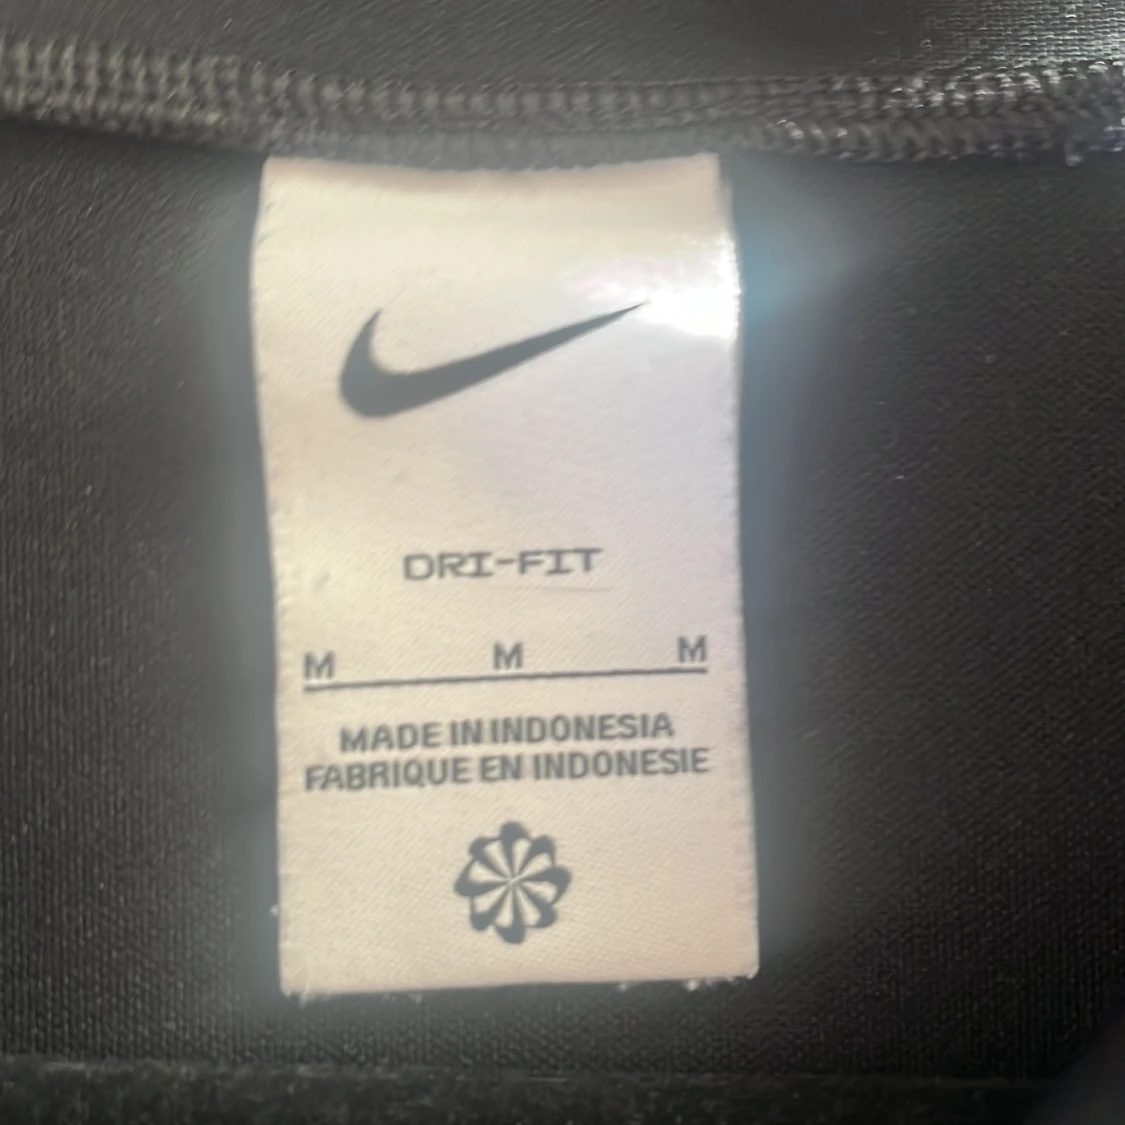 DRI-FIT
M M M
MADE IN INDONESIA
FABRIQUE EN INDONESIE